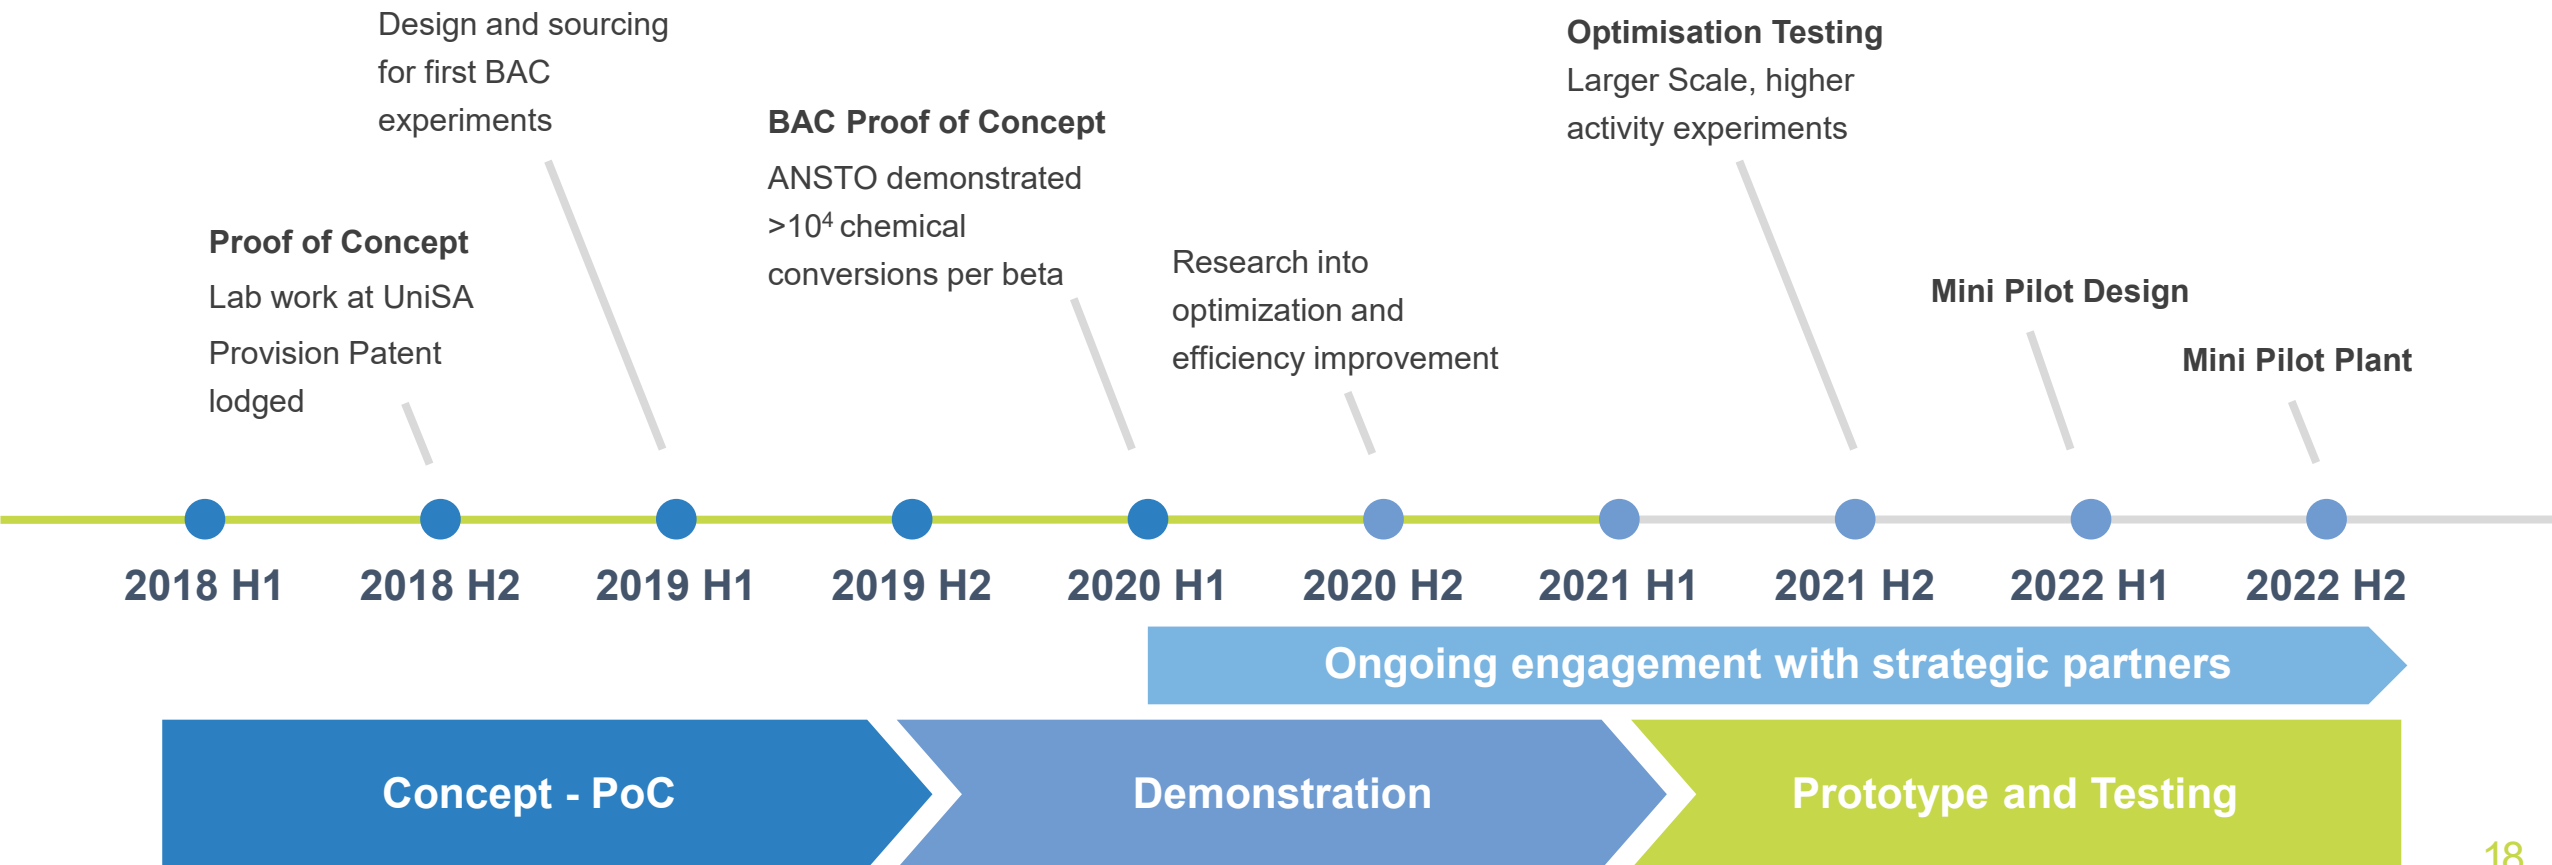 Design and sourcing
for first BAC
experiments
Proof of Concept
Lab work at UniSA
Provision Patent
lodged
BAC Proof of Concept
ANSTO demonstrated
>10⁴ chemical
conversions per beta
Research into
optimization and
efficiency improvement
Optimisation Testing
Larger Scale, higher
activity experiments
Mini Pilot Design
Mini Pilot Plant
2018 H1
2018 H2
2019 H1
2019 H2
2020 H1
2020 H2
2021 H1
2021 H2
2022 H1
2022 H2
Ongoing engagement with strategic partners
Concept - PoC
Demonstration
Prototype and Testing
18